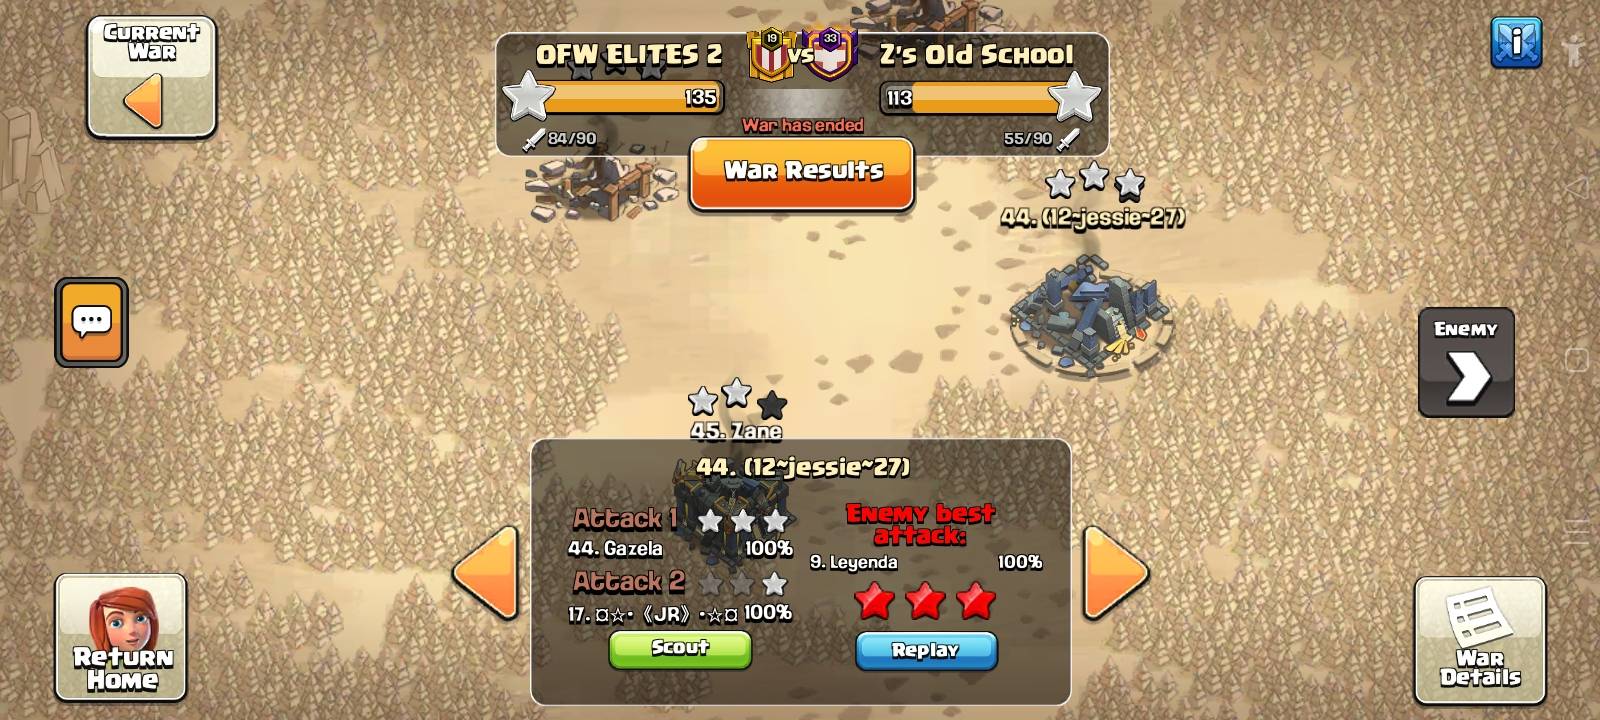 Current
War
OFW ELITES 2
19
vs
33
Z's Old School
135
113
War has ended
84/90
55/90
War Results
44. (12~jessie~27)
Enemy
45. Zane
44. (12~jessie~27)
Attack 1
44. Gazela 100%
Attack 2
17. ¤☆•《JR》•☆¤ 100%
Scout
Enemy best
attack:
9. Leyenda 100%
Replay
Return
Home
War
Details